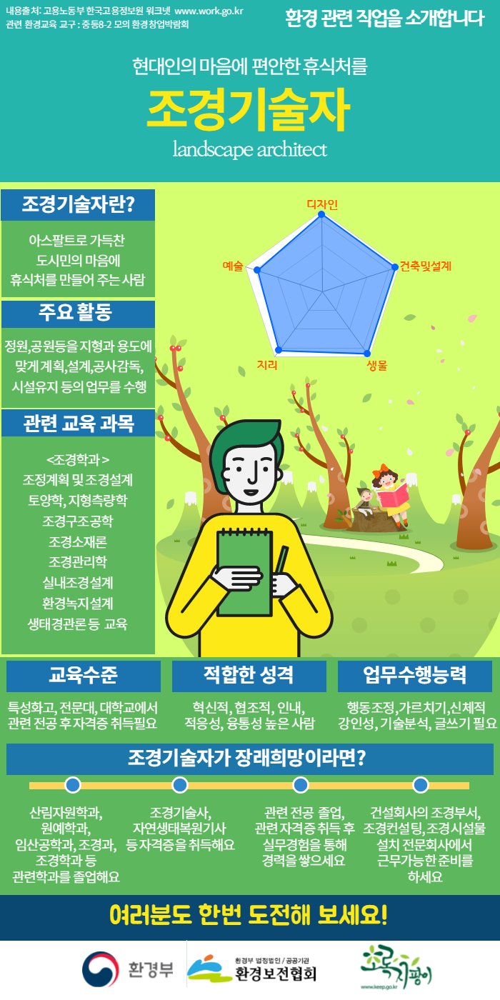 내용출처: 고용노동부 한국고용정보원 워크넷 www.work.go.kr
관련 환경교육 교구 : 중등8-2 모의 환경창업박람회
환경 관련 직업을 소개합니다
현대인의 마음에 편안한 휴식처를
조경기술자
landscape architect
조경기술자란?
아스팔트로 가득찬
도시민의 마음에
휴식처를 만들어 주는 사람
주요 활동
정원,공원등을 지형과 용도에
맞게 계획,설계,공사감독,
시설유지 등의 업무를 수행
관련 교육 과목
<조경학과>
조정계획 및 조경설계
토양학, 지형측량학
조경구조공학
조경소재론
조경관리학
실내조경설계
환경녹지설계
생태경관론 등 교육
디자인
예술
건축및설계
지리
생물
교육수준
특성화고, 전문대, 대학교에서
관련 전공 후 자격증 취득필요
적합한 성격
혁신적, 협조적, 인내,
적응성, 융통성 높은 사람
업무수행능력
행동조정,가르치기,신체적
강인성, 기술분석, 글쓰기 필요
조경기술자가 장래희망이라면?
산림자원학과,
원예학과,
임산공학과, 조경과,
조경학과 등
관련학과를 졸업해요
조경기술사,
자연생태복원기사
등 자격증을 취득해요
관련 전공 졸업,
관련 자격증 취득 후
실무경험을 통해
경력을 쌓으세요
건설회사의 조경부서,
조경컨설팅, 조경시설물
설치 전문회사에서
근무가능한 준비를
하세요
여러분도 한번 도전해 보세요!
환경부
환경부 법정법인 / 공공기관
환경보전협회
초록지팡이
www.keep.go.kr